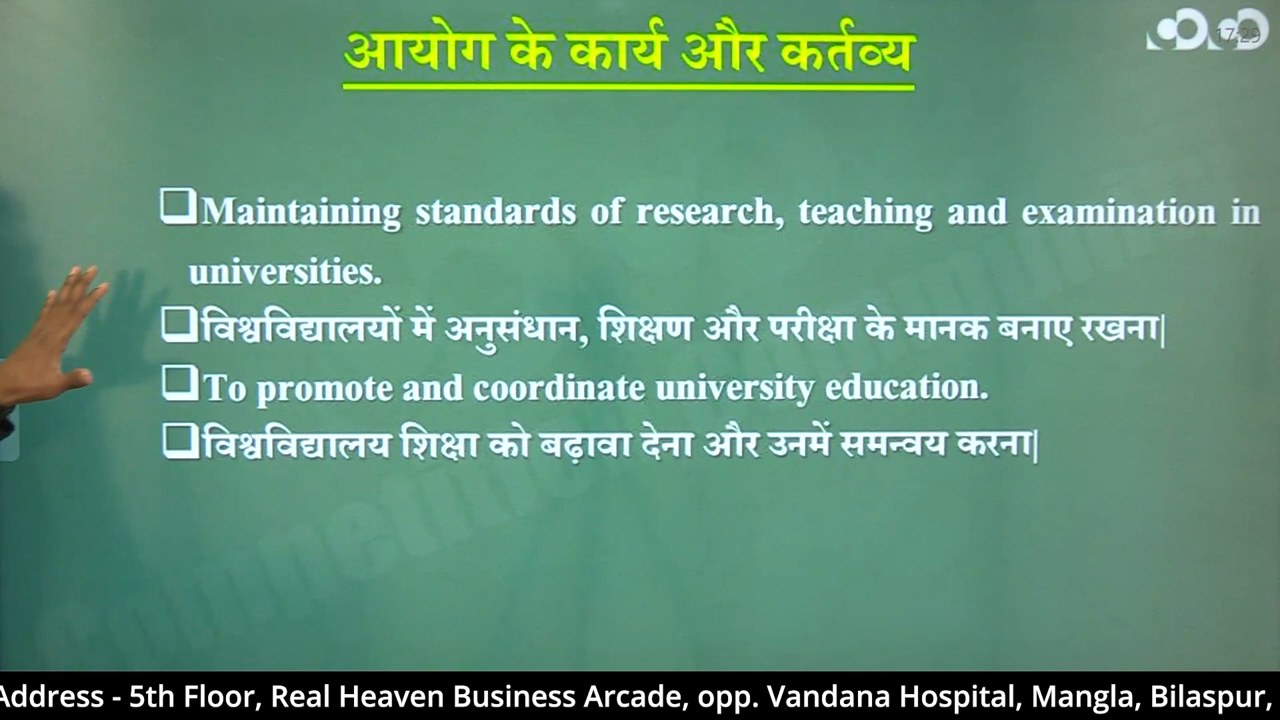 आयोग के कार्य और कर्तव्य
17:29
❑Maintaining standards of research, teaching and examination in
universities.
❑विश्वविद्यालयों में अनुसंधान, शिक्षण और परीक्षा के मानक बनाए रखना|
❑To promote and coordinate university education.
❑विश्वविद्यालय शिक्षा को बढ़ावा देना और उनमें समन्वय करना|
Address - 5th Floor, Real Heaven Business Arcade, opp. Vandana Hospital, Mangla, Bilaspur,